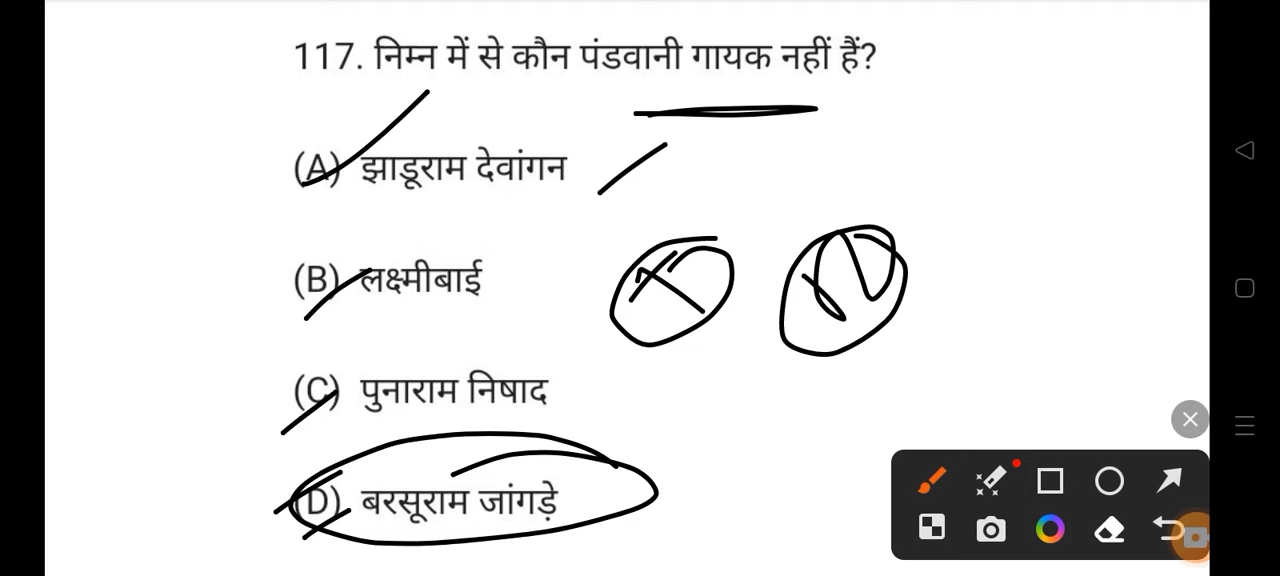 117. निम्न में से कौन पंडवानी गायक नहीं हैं?
(A) झाडूराम देवांगन
(B) लक्ष्मीबाई
(C) पुनाराम निषाद
(D) बरसूराम जांगड़े